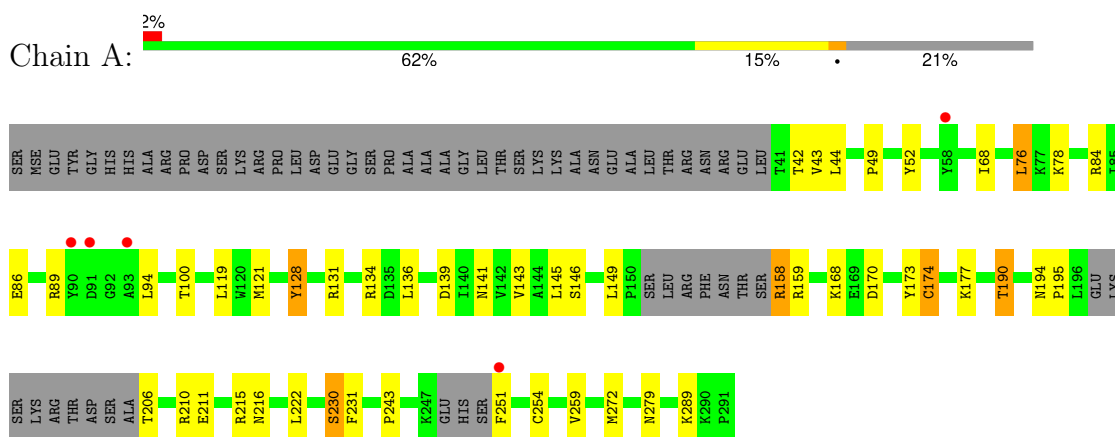 2%
Chain A:
62% 15% • 21%
SER MSE GLU TYR GLY HIS HIS ALA ARG PRO ASP SER LYS ARG PRO LEU ASP GLU GLY SER PRO ALA ALA ALA GLY LEU THR SER LYS LYS ALA ASN GLU ALA LEU THR ARG ASN ARG GLU LEU T41 T42 V43 L44 P49 Y52 Y58 I68 L76 K77 K78 R84 I85
E86 R89 Y90 D91 G92 A93 L94 T100 L119 W120 M121 Y128 R131 R134 D135 L136 D139 I140 N141 V142 V143 A144 L145 S146 L149 P150 SER LEU ARG PHE ASN THR SER R158 R159 K168 E169 D170 Y173 C174 K177 T190 N194 P195 L196 GLU LYS
SER LYS ARG THR ASP SER ALA T206 R210 E211 R215 N216 L222 S230 F231 P243 K247 GLU HIS SER F251 C254 V259 M272 N279 K289 K290 P291